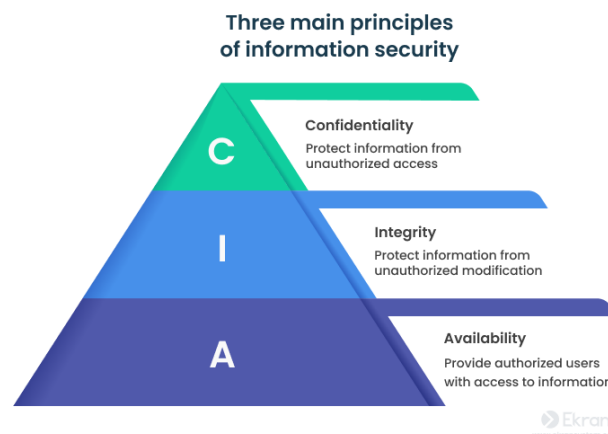 Three main principles
of information security
C
Confidentiality
Protect information from
unauthorized access
I
Integrity
Protect information from
unauthorized modification
A
Availability
Provide authorized users
with access to information
Ekran